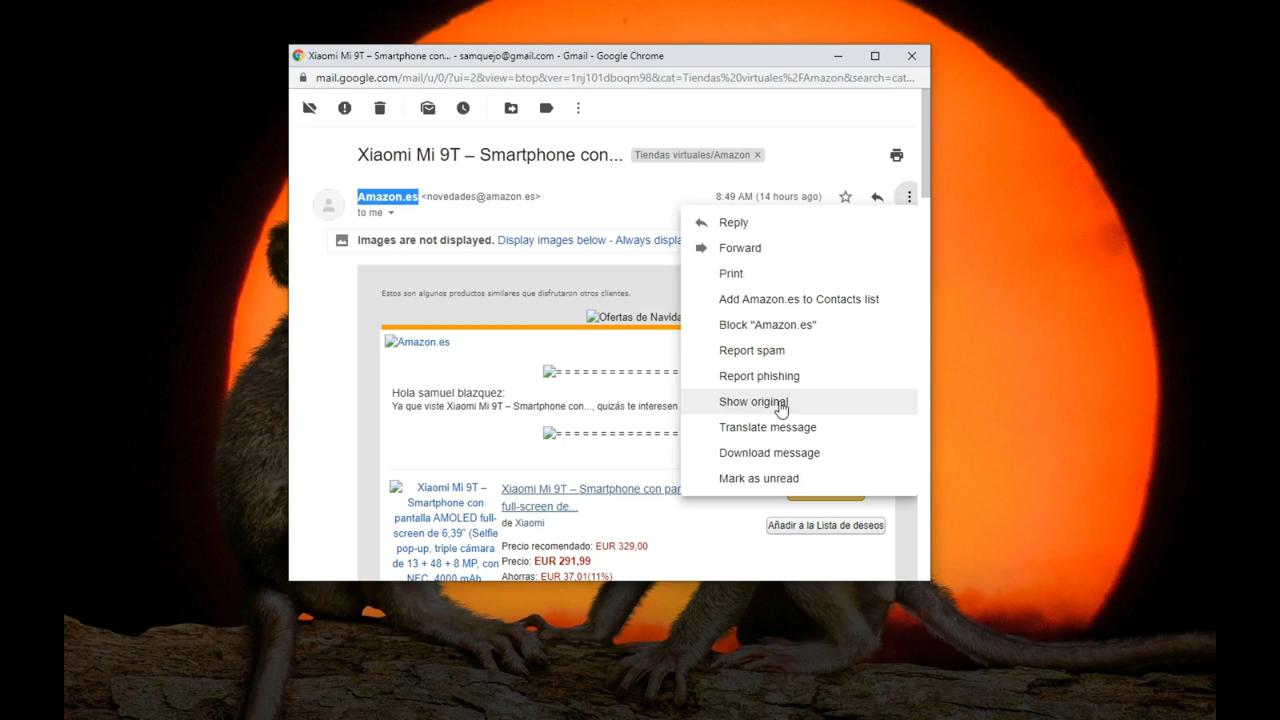 Xiaomi Mi 9T – Smartphone con... - samquejo@gmail.com - Gmail - Google Chrome
mail.google.com/mail/u/0/?ui=2&view=btop&ver=1nj101dboqm98&cat=Tiendas%20virtuales%2FAmazon&search=cat...
Xiaomi Mi 9T – Smartphone con... Tiendas virtuales/Amazon ×
Amazon.es <novedades@amazon.es> 8:49 AM (14 hours ago)
to me
Images are not displayed. Display images below - Always displa
Estos son algunos productos similares que disfrutaron otros clientes.
Ofertas de Navida
Amazon.es
= = = = = = = = = = = = =
Hola samuel blazquez:
Ya que viste Xiaomi Mi 9T – Smartphone con..., quizás te interesen
= = = = = = = = = = = = =
Xiaomi Mi 9T –
Smartphone con
pantalla AMOLED full-
screen de 6,39” (Selfie
pop-up, triple cámara
de 13 + 48 + 8 MP, con
NFC, 4000 mAh
Xiaomi Mi 9T – Smartphone con pan
full-screen de...
de Xiaomi
Precio recomendado: EUR 329,00
Precio: EUR 291,99
Ahorras: EUR 37,01(11%)
Añadir a la Lista de deseos
Reply
Forward
Print
Add Amazon.es to Contacts list
Block "Amazon.es"
Report spam
Report phishing
Show original
Translate message
Download message
Mark as unread